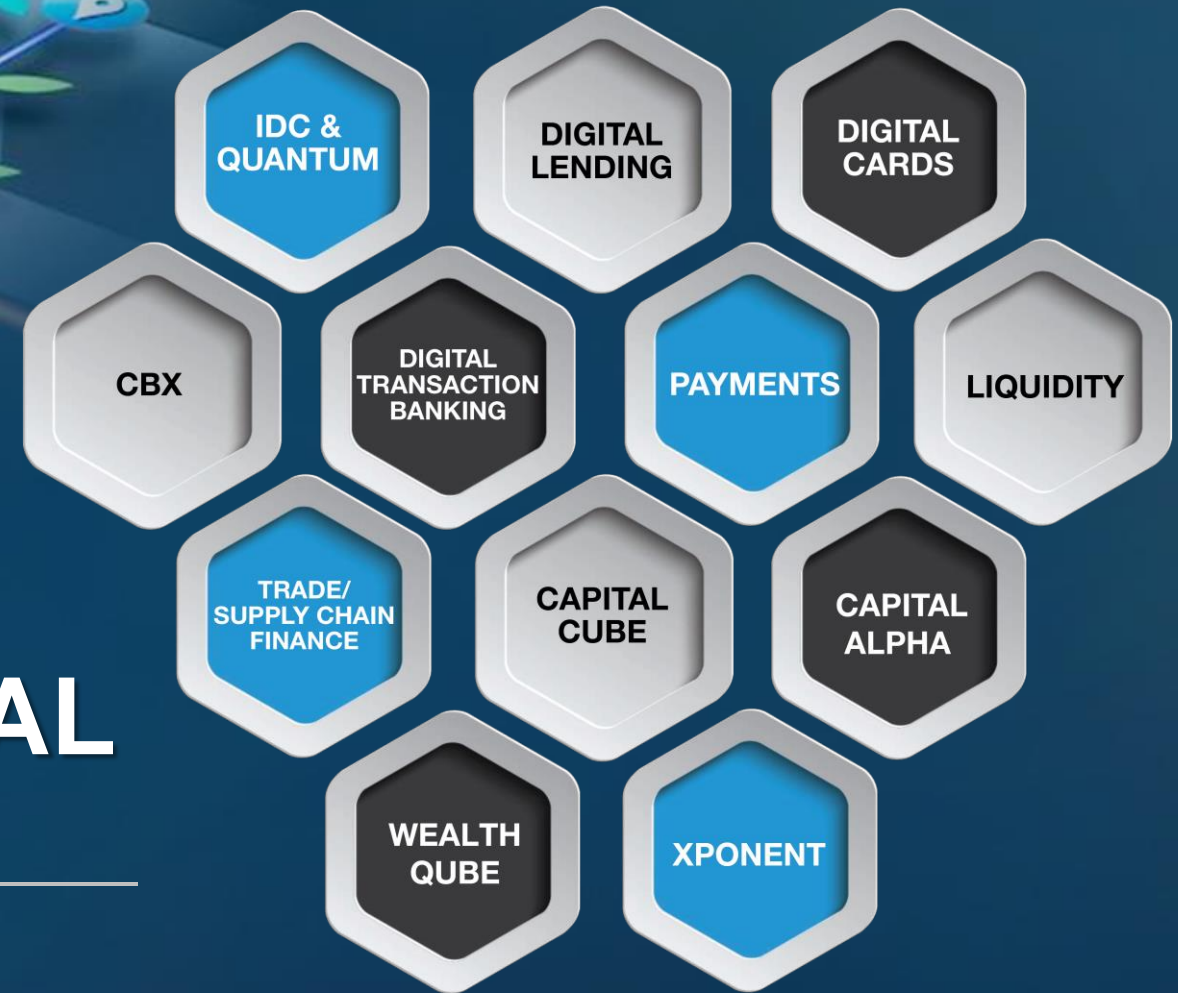 IDC &
QUANTUM
DIGITAL
LENDING
DIGITAL
CARDS
CBX
DIGITAL
TRANSACTION
BANKING
PAYMENTS
LIQUIDITY
TRADE/
SUPPLY CHAIN
FINANCE
CAPITAL
CUBE
CAPITAL
ALPHA
AL
WEALTH
QUBE
XPONENT